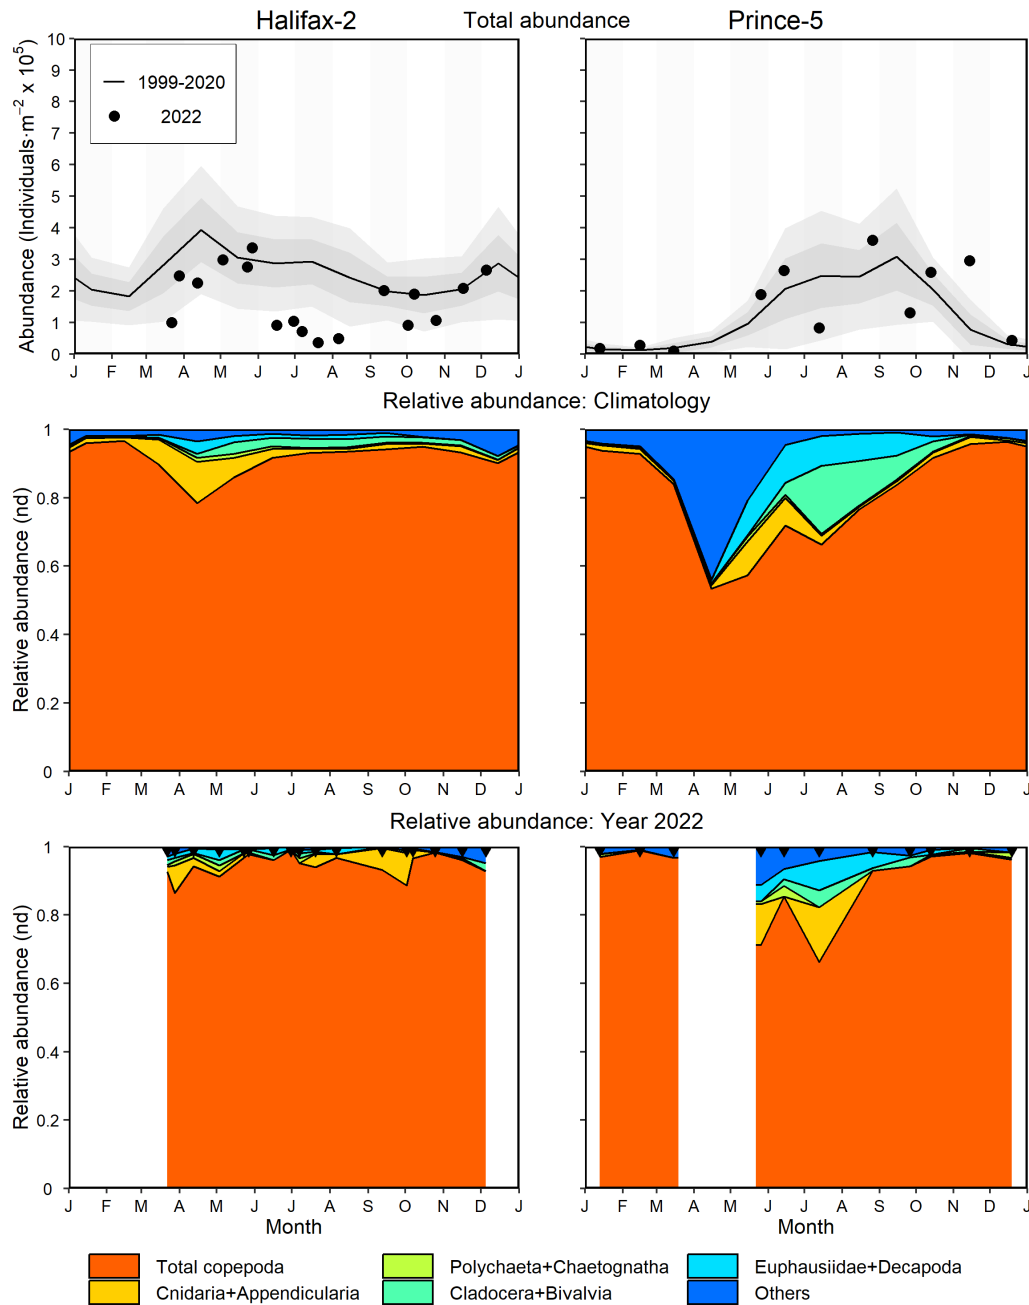 Halifax-2 Total abundance Prince-5
Abundance (Individuals·m⁻² x 10⁵)
10
9
8
7
6
5
4
3
2
1
0
1999-2020
2022
J F M A M J J A S O N D J
J F M A M J J A S O N D J
Relative abundance: Climatology
Relative abundance (nd)
1
0.8
0.6
0.4
0.2
0
J F M A M J J A S O N D J
J F M A M J J A S O N D J
Relative abundance: Year 2022
Relative abundance (nd)
1
0.8
0.6
0.4
0.2
0
J F M A M J J A S O N D J
J F M A M J J A S O N D J
Month
Month
Total copepoda
Polychaeta+Chaetognatha
Euphausiidae+Decapoda
Cnidaria+Appendicularia
Cladocera+Bivalvia
Others